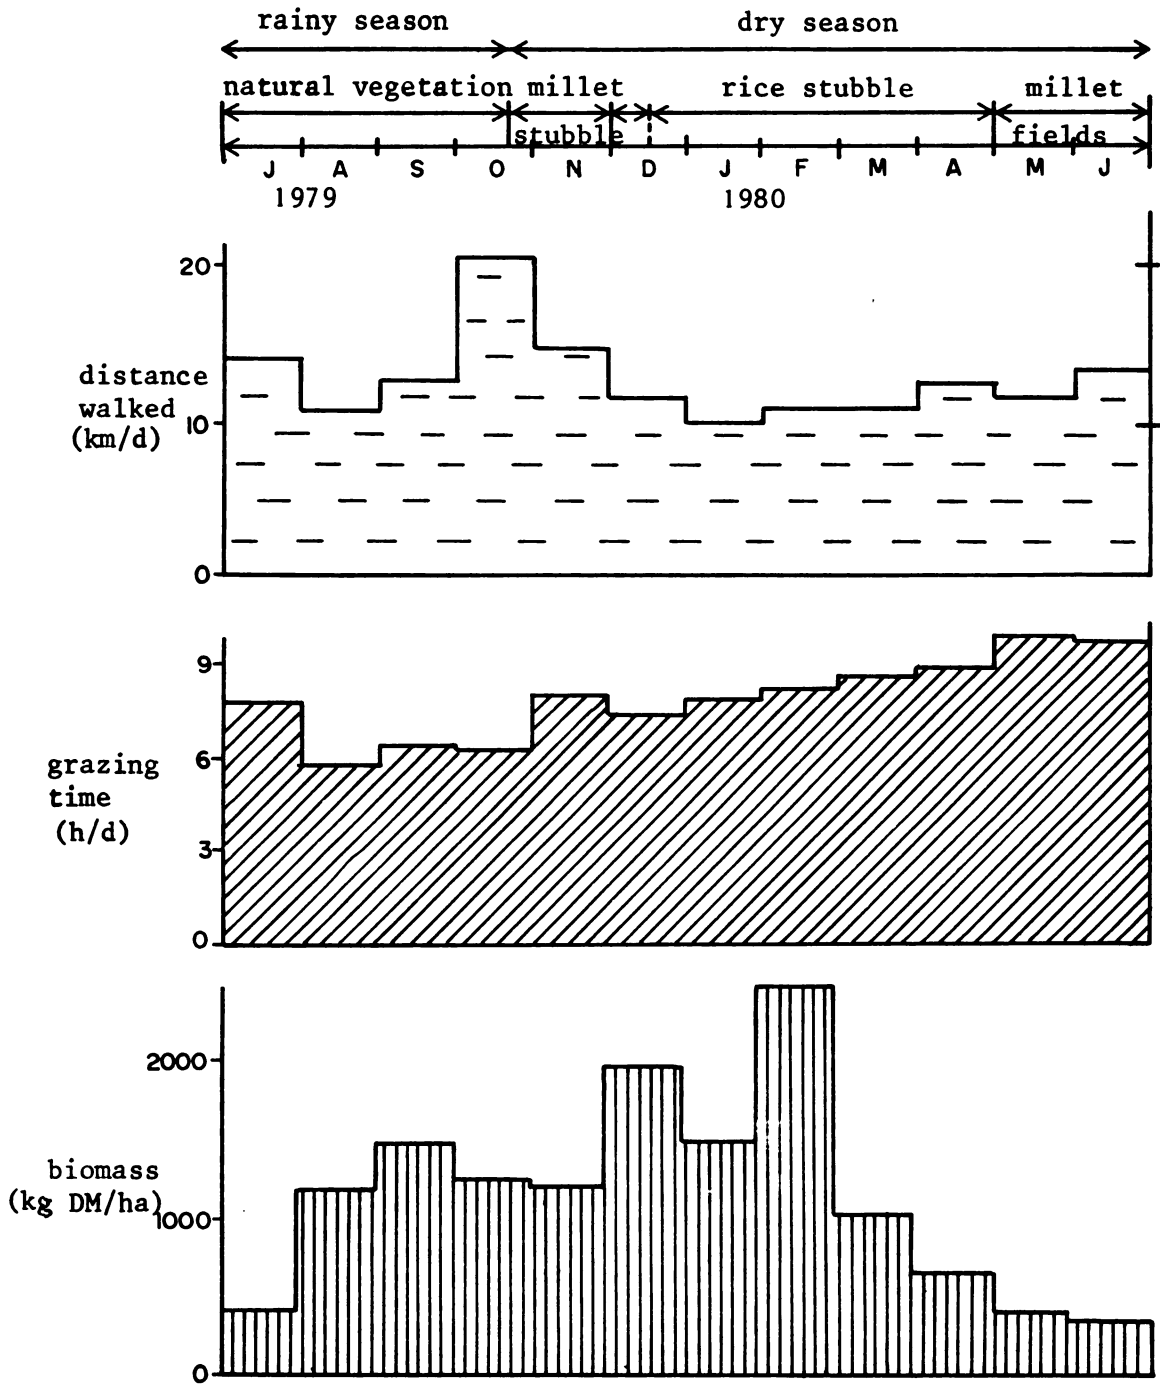 rainy season dry season
natural vegetation millet rice stubble millet
stubble fields
J A S O N D J F M A M J
1979 1980
20
distance
walked
(km/d)
10
0
9
grazing
time
(h/d)
6
3
0
2000
biomass
(kg DM/ha)
1000
0